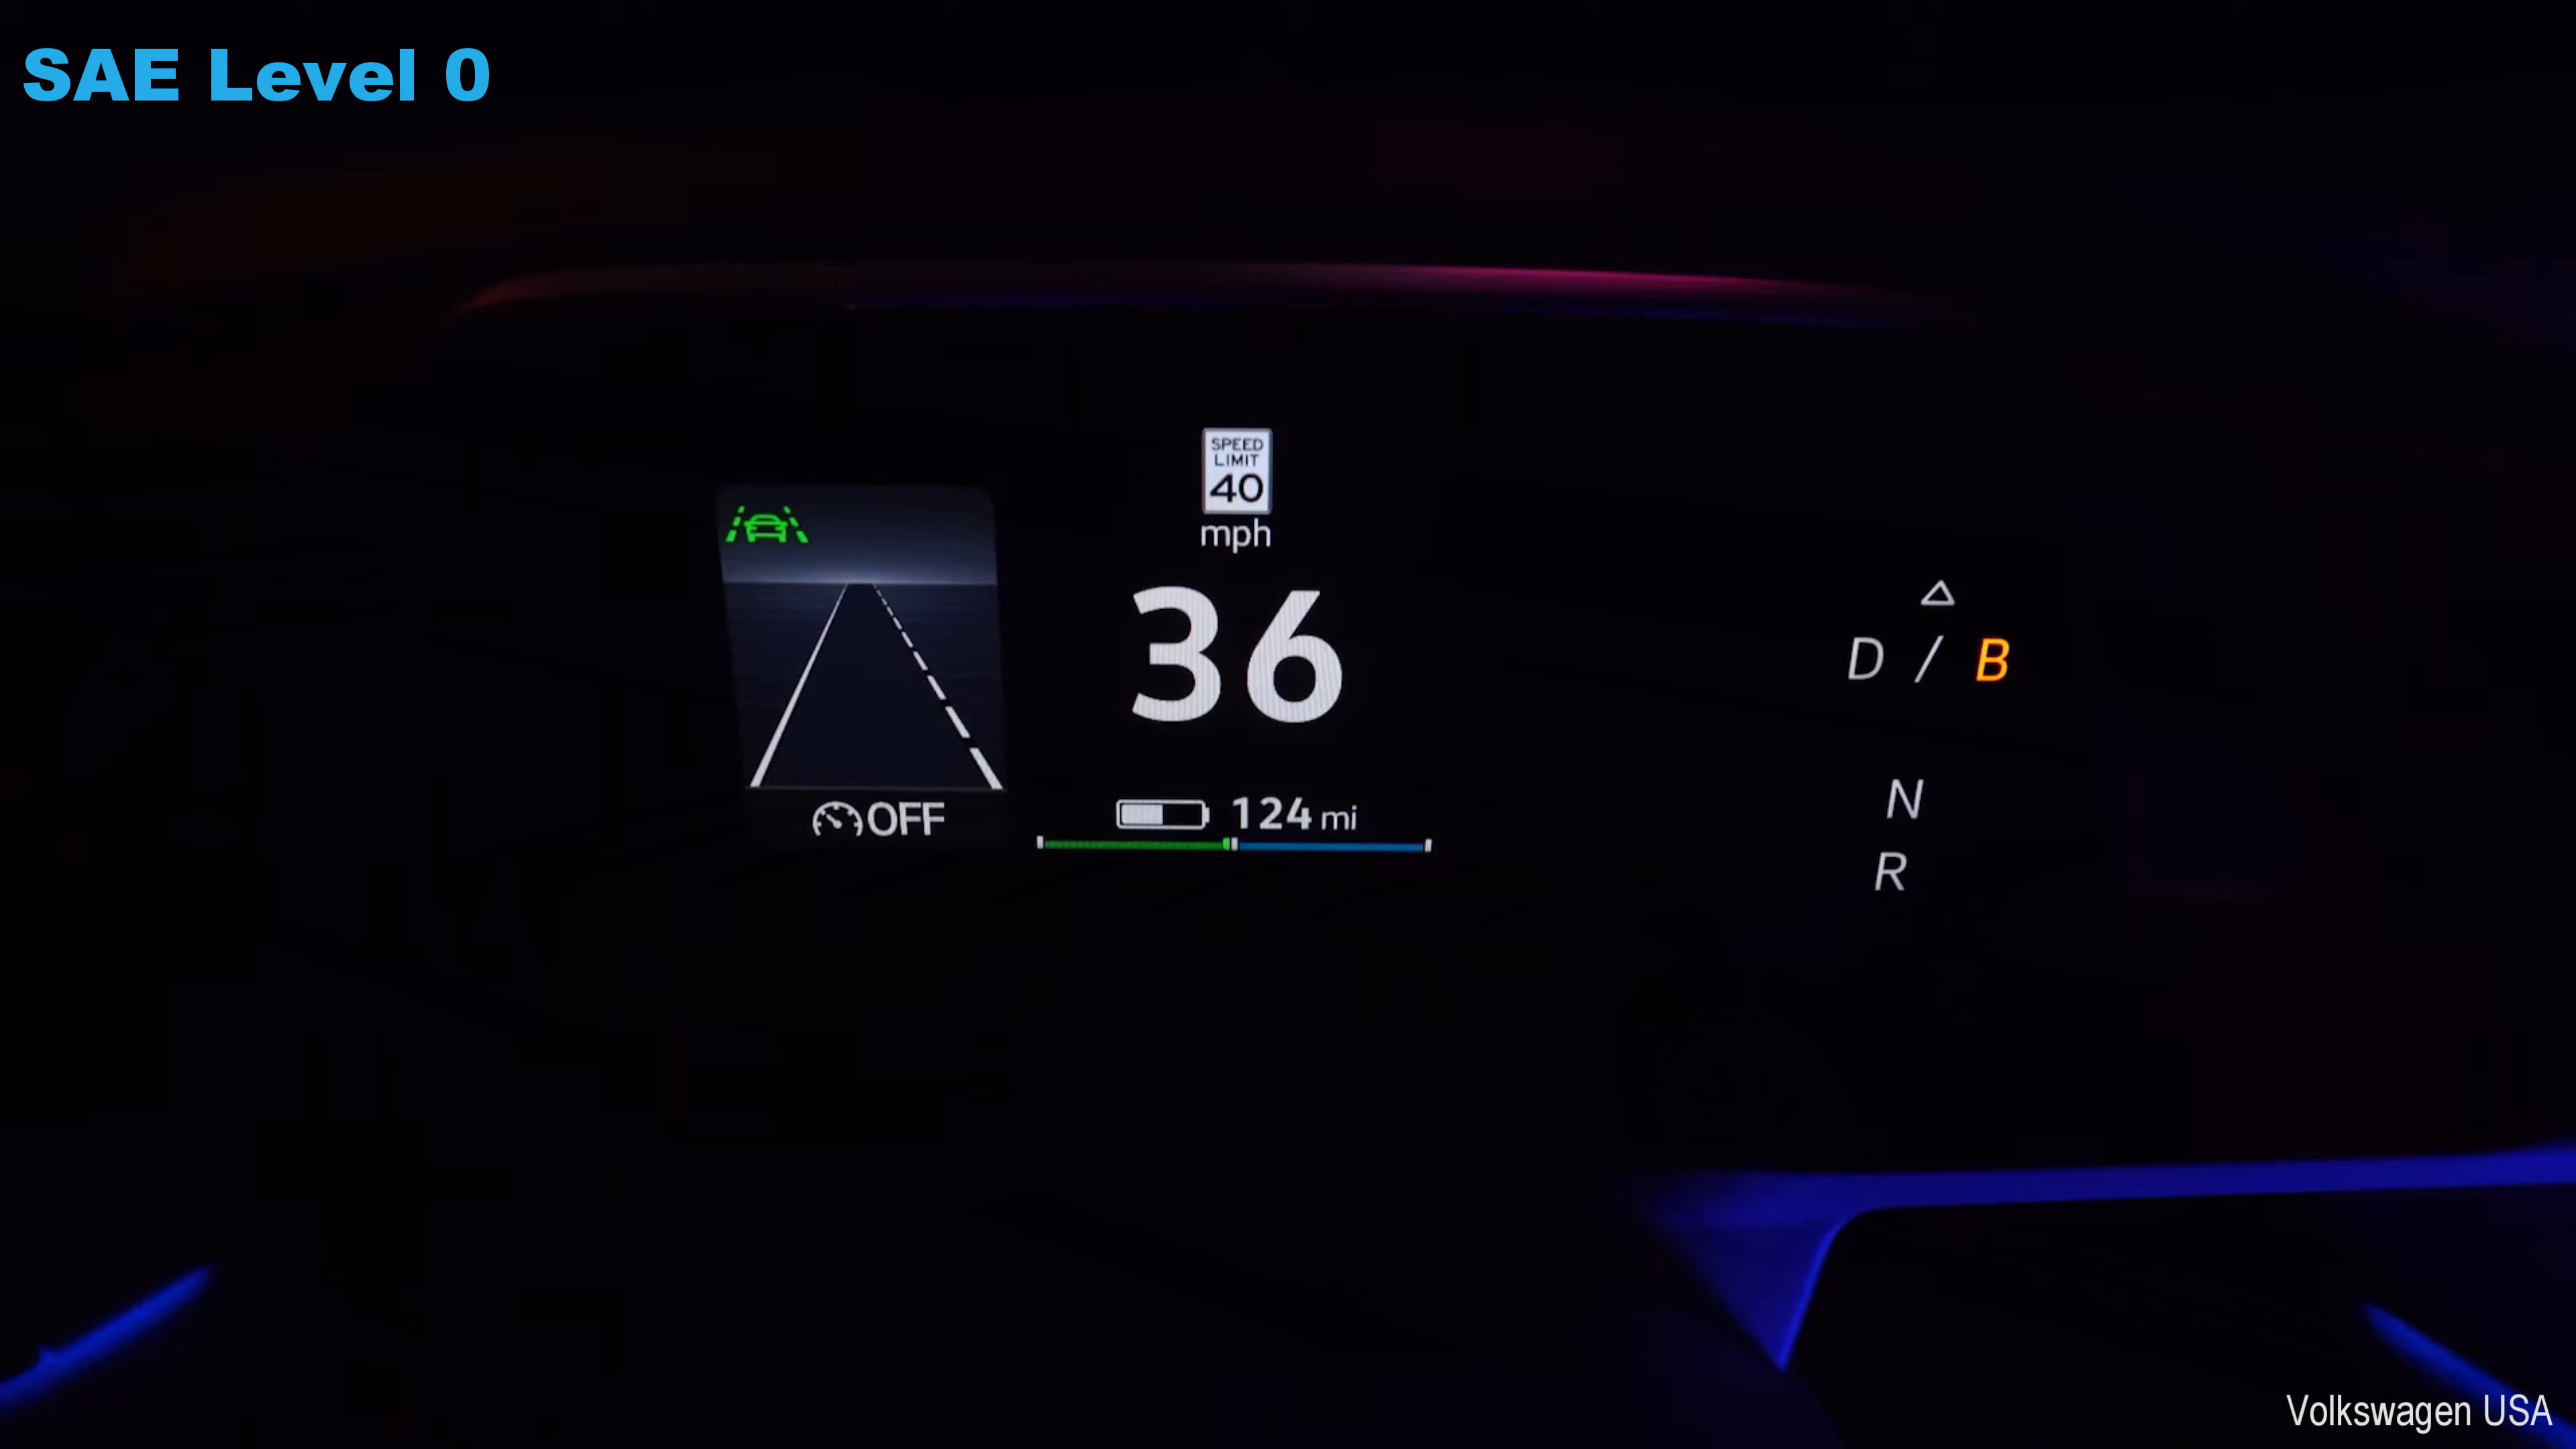 SAE Level 0
SPEED
LIMIT
40
mph
36
OFF
124 mi
D / B
N
R
Volkswagen USA